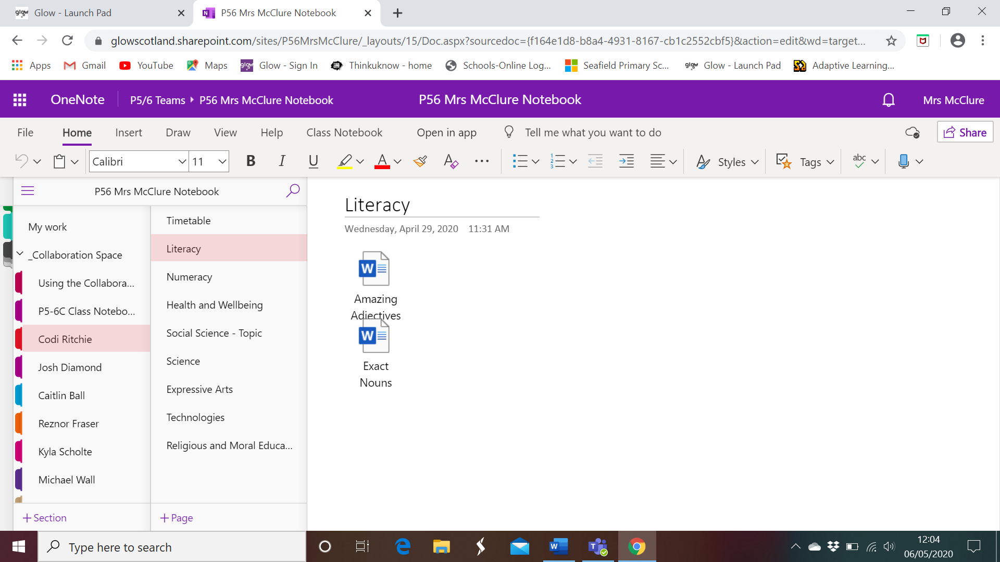 glow Glow - Launch Pad
P56 Mrs McClure Notebook
glowscotland.sharepoint.com/sites/P56MrsMcClure/_layouts/15/Doc.aspx?sourcedoc={f164e1d8-b8a4-4931-8167-cb1c2552cbf5}&action=edit&wd=target...
Apps Gmail YouTube Maps glow Glow - Sign In Thinkuknow - home Schools-Online Log... Seafield Primary Sc... glow Glow - Launch Pad Adaptive Learning...
OneNote P5/6 Teams P56 Mrs McClure Notebook P56 Mrs McClure Notebook Mrs McClure
File Home Insert Draw View Help Class Notebook Open in app Tell me what you want to do Share
Calibri 11 B I U A A ... 1 2 3 Styles Tags abc
P56 Mrs McClure Notebook
My work
_Collaboration Space
Using the Collabora...
P5-6C Class Notebo...
Codi Ritchie
Josh Diamond
Caitlin Ball
Reznor Fraser
Kyla Scholte
Michael Wall
+ Section
Timetable
Literacy
Numeracy
Health and Wellbeing
Social Science - Topic
Science
Expressive Arts
Technologies
Religious and Moral Educa...
+ Page
Literacy
Wednesday, April 29, 2020 11:31 AM
W
Amazing
Adjectives
W
Exact
Nouns
Type here to search
W
T
12:04
06/05/2020